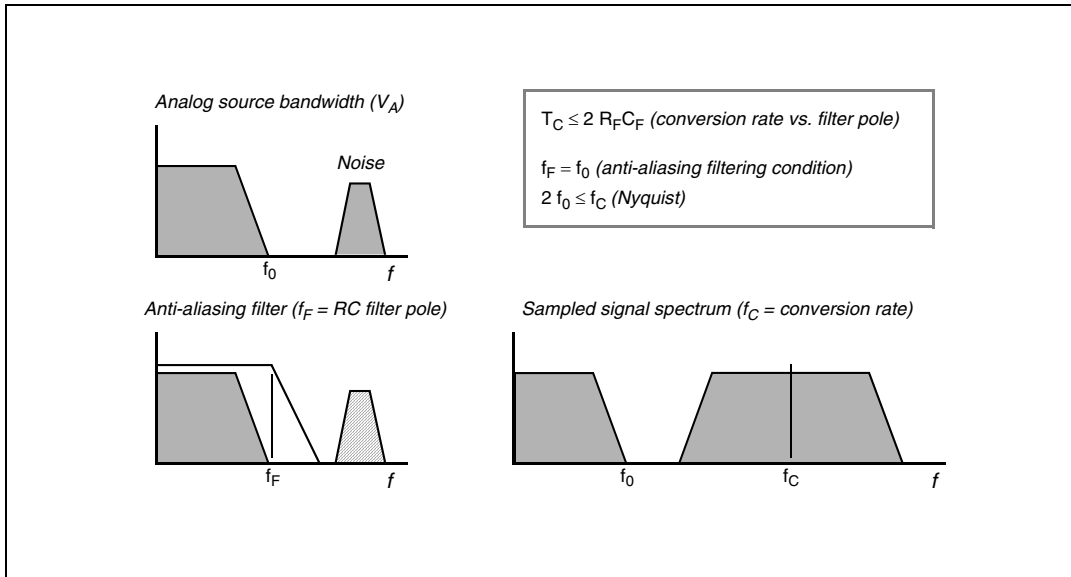 Analog source bandwidth (VA)
Noise
f0
f
TC ≤ 2 RFCF (conversion rate vs. filter pole)
fF = f0 (anti-aliasing filtering condition)
2 f0 ≤ fC (Nyquist)
Anti-aliasing filter (fF = RC filter pole)
fF
f
Sampled signal spectrum (fC = conversion rate)
f0
fC
f